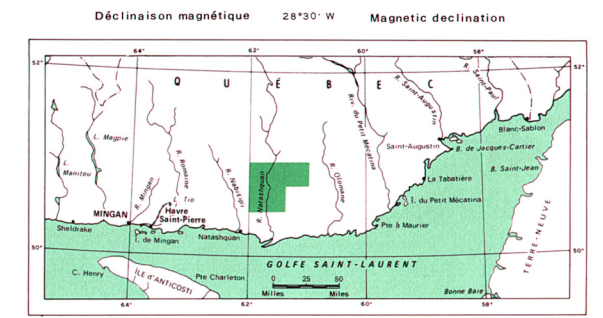 Déclinaison magnétique 28°30' W Magnetic declination
64° 62° 60° 58°
52° 52°
QUÉBEC
R. Saint-Augustin
R. Saint-Paul
Riv. du Petit Mécatina
Blanc-Sablon
L. Magpie
Saint-Augustin
B. de Jacques-Cartier
L. Manitou
R. Romaine
R. Nabisipi
R. Natashquan
R. Olomane
B. Saint-Jean
La Tabatière
R. Mingan
L. Tio
Î. du Petit Mécatina
MINGAN
Havre Saint-Pierre
Sheldrake
Î. de Mingan
Natashquan
Pte à Maurier
TERRE-NEUVE
50° 50°
GOLFE SAINT-LAURENT
C. Henry
ÎLE d'ANTICOSTI
Pte Charleton
0 25 50
Milles Miles
Bonne Baie
64° 62° 60° 58°